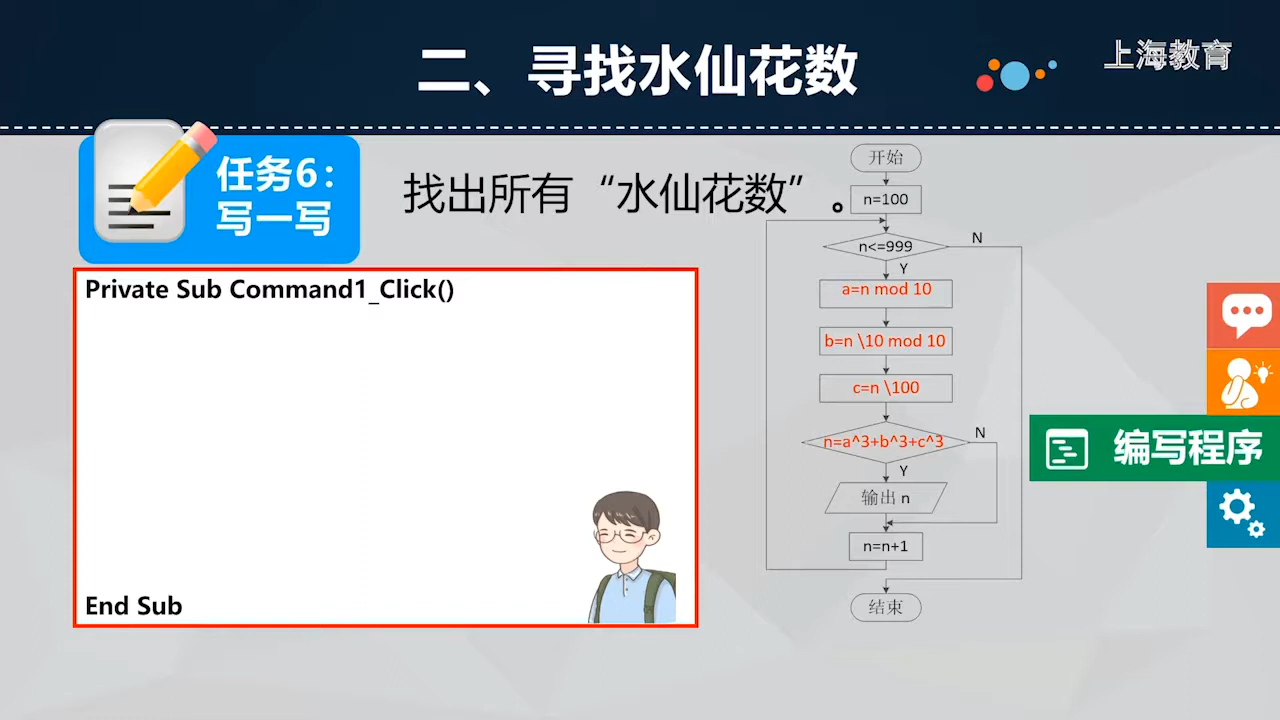 二、寻找水仙花数
上海教育
任务6：
写一写
找出所有“水仙花数”。
Private Sub Command1_Click()
End Sub
开始
n=100
n<=999
N
Y
a=n mod 10
b=n \10 mod 10
c=n \100
n=a^3+b^3+c^3
N
Y
输出 n
n=n+1
结束
编写程序